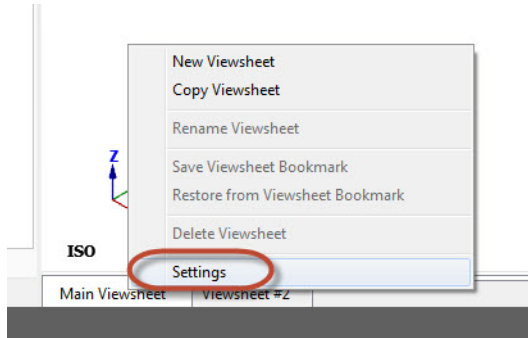 New Viewsheet
Copy Viewsheet
Rename Viewsheet
Z
Save Viewsheet Bookmark
Restore from Viewsheet Bookmark
Delete Viewsheet
ISO
Settings
Main Viewsheet
Viewsheet #2